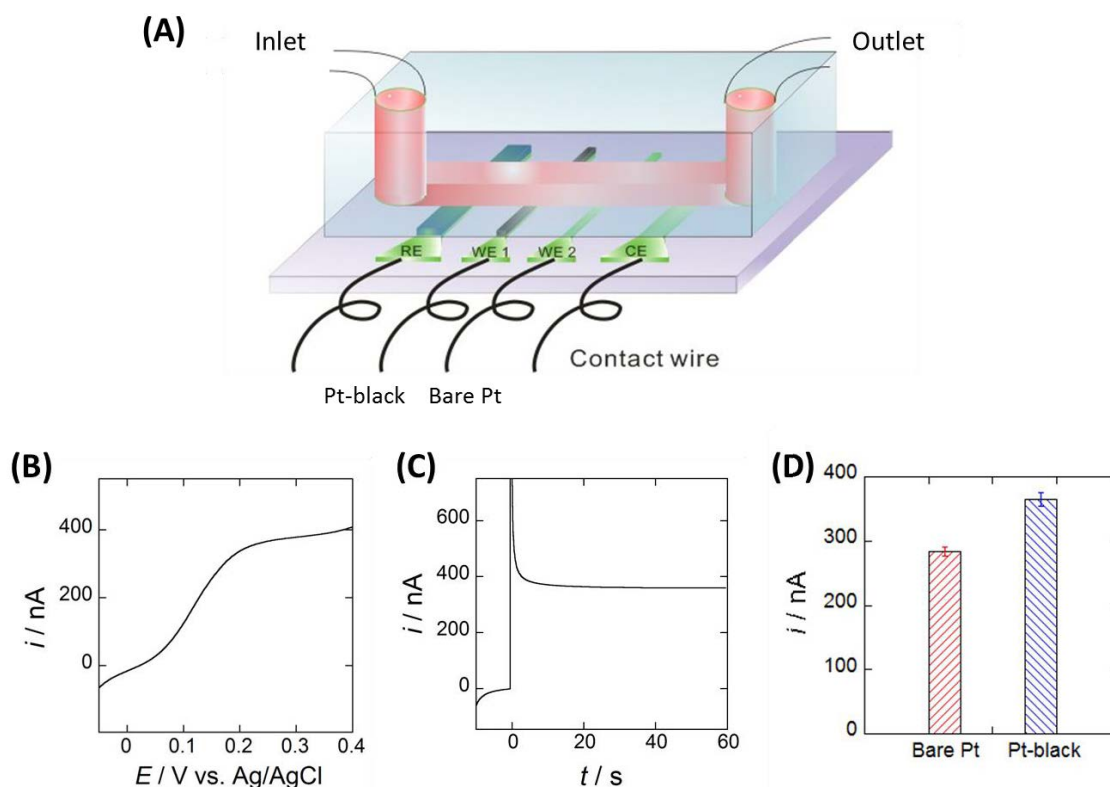 (A)
Inlet
Outlet
RE WE 1 WE 2 CE
Contact wire
Pt-black Bare Pt
(B)
i / nA
400
200
0
0 0.1 0.2 0.3 0.4
E / V vs. Ag/AgCl
(C)
i / nA
600
400
200
0
0 20 40 60
t / s
(D)
i / nA
400
300
200
100
0
Bare Pt Pt-black